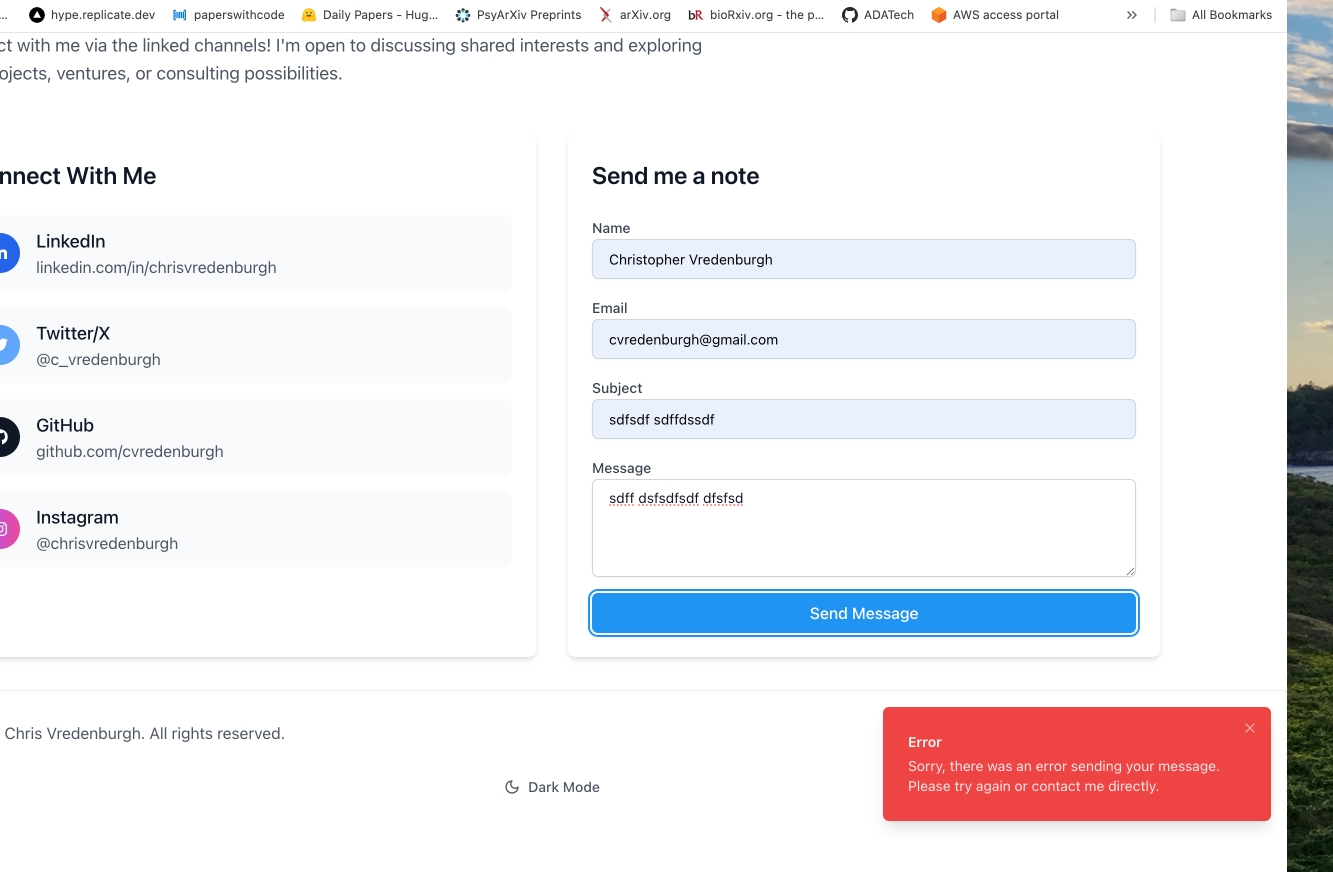 hype.replicate.dev
paperswithcode
Daily Papers - Hug...
PsyArXiv Preprints
arXiv.org
bioRxiv.org - the p...
ADATech
AWS access portal
All Bookmarks
ct with me via the linked channels! I'm open to discussing shared interests and exploring
ojects, ventures, or consulting possibilities.
nnect With Me
LinkedIn
linkedin.com/in/chrisvredenburgh
Twitter/X
@c_vredenburgh
GitHub
github.com/cvredenburgh
Instagram
@chrisvredenburgh
Send me a note
Name
Christopher Vredenburgh
Email
cvredenburgh@gmail.com
Subject
sdfsdf sdffdssdf
Message
sdff dsfsdfsdf dfsfsd
Send Message
Chris Vredenburgh. All rights reserved.
Dark Mode
Error
Sorry, there was an error sending your message.
Please try again or contact me directly.